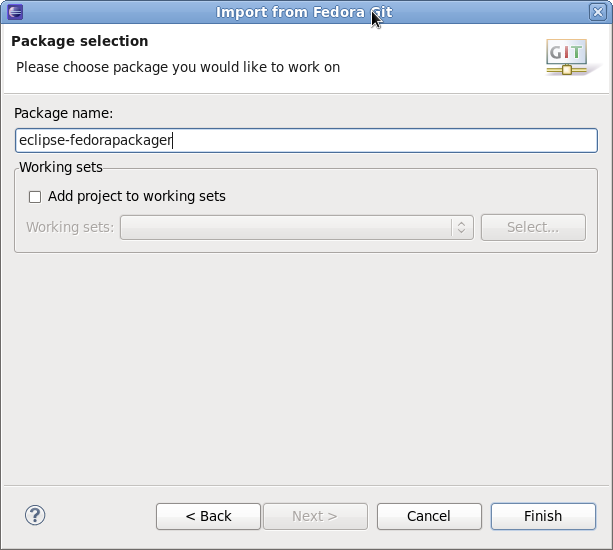 Import from Fedora Git
Package selection
Please choose package you would like to work on
GIT
Package name:
eclipse-fedorapackager
Working sets
Add project to working sets
Working sets:
Select...
?
< Back
Next >
Cancel
Finish